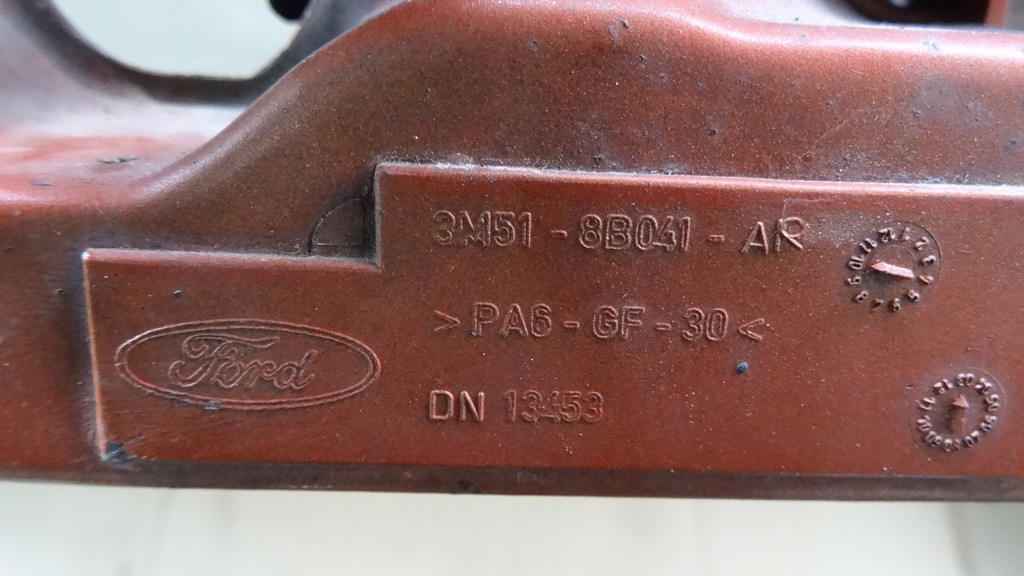 3M51 - 8B041 - AR
> PA6 - GF - 30 <
Ford
DN 13453